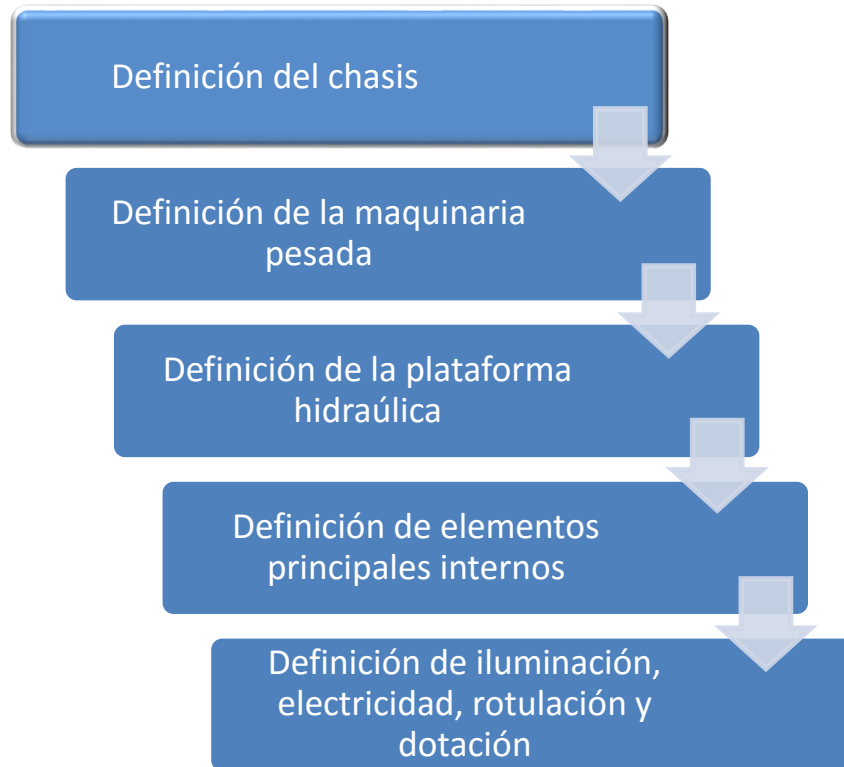 Definición del chasis
Definición de la maquinaria
pesada
Definición de la plataforma
hidraúlica
Definición de elementos
principales internos
Definición de iluminación,
electricidad, rotulación y
dotación